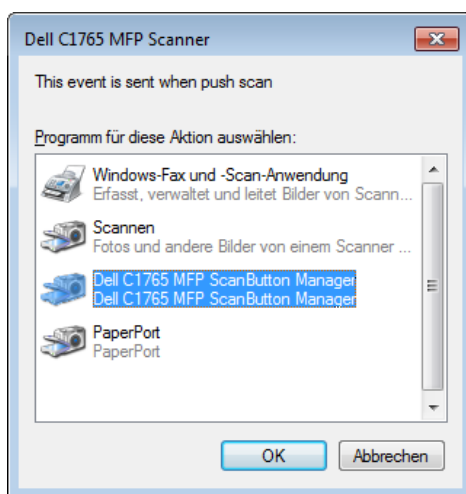 Dell C1765 MFP Scanner
This event is sent when push scan
Programm für diese Aktion auswählen:
Windows-Fax und -Scan-Anwendung
Erfasst, verwaltet und leitet Bilder von Scann...
Scannen
Fotos und andere Bilder von einem Scanner ...
Dell C1765 MFP ScanButton Manager
Dell C1765 MFP ScanButton Manager
PaperPort
PaperPort
OK Abbrechen